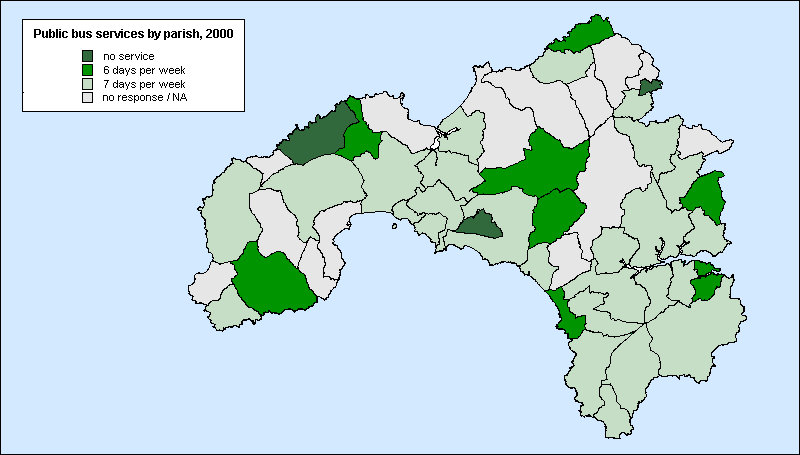 Public bus services by parish, 2000
no service
6 days per week
7 days per week
no response / NA